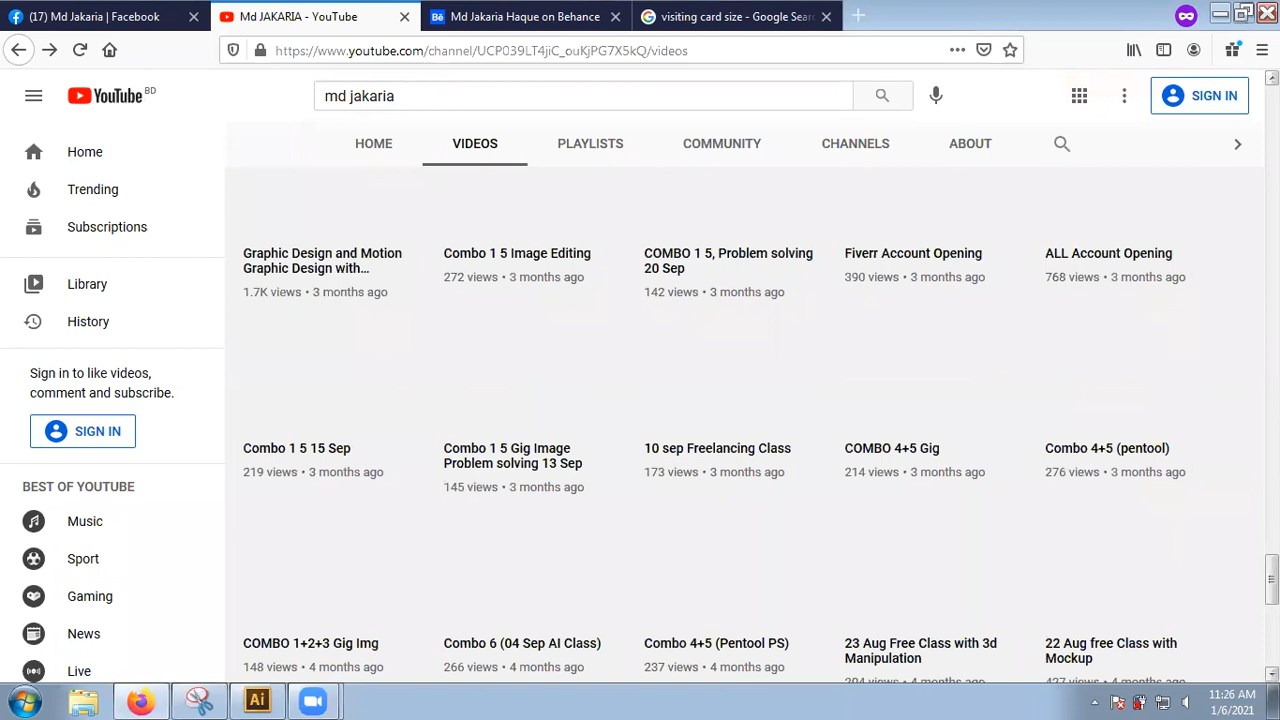 (17) Md Jakaria | Facebook
Md JAKARIA - YouTube
Md Jakaria Haque on Behance
visiting card size - Google Sear
https://www.youtube.com/channel/UCP039LT4jiC_ouKjPG7X5kQ/videos
YouTube BD
md jakaria
SIGN IN
HOME
VIDEOS
PLAYLISTS
COMMUNITY
CHANNELS
ABOUT
Home
Trending
Subscriptions
Library
History
Sign in to like videos,
comment and subscribe.
SIGN IN
BEST OF YOUTUBE
Music
Sport
Gaming
News
Live
Graphic Design and Motion
Graphic Design with...
1.7K views • 3 months ago
Combo 1 5 Image Editing
272 views • 3 months ago
COMBO 1 5, Problem solving
20 Sep
142 views • 3 months ago
Fiverr Account Opening
390 views • 3 months ago
ALL Account Opening
768 views • 3 months ago
Combo 1 5 15 Sep
219 views • 3 months ago
Combo 1 5 Gig Image
Problem solving 13 Sep
145 views • 3 months ago
10 sep Freelancing Class
173 views • 3 months ago
COMBO 4+5 Gig
214 views • 3 months ago
Combo 4+5 (pentool)
276 views • 3 months ago
COMBO 1+2+3 Gig Img
148 views • 4 months ago
Combo 6 (04 Sep AI Class)
266 views • 4 months ago
Combo 4+5 (Pentool PS)
237 views • 4 months ago
23 Aug Free Class with 3d
Manipulation
views • 4 months ago
22 Aug free Class with
Mockup
views • 4 months ago
Ai
11:26 AM
1/6/2021